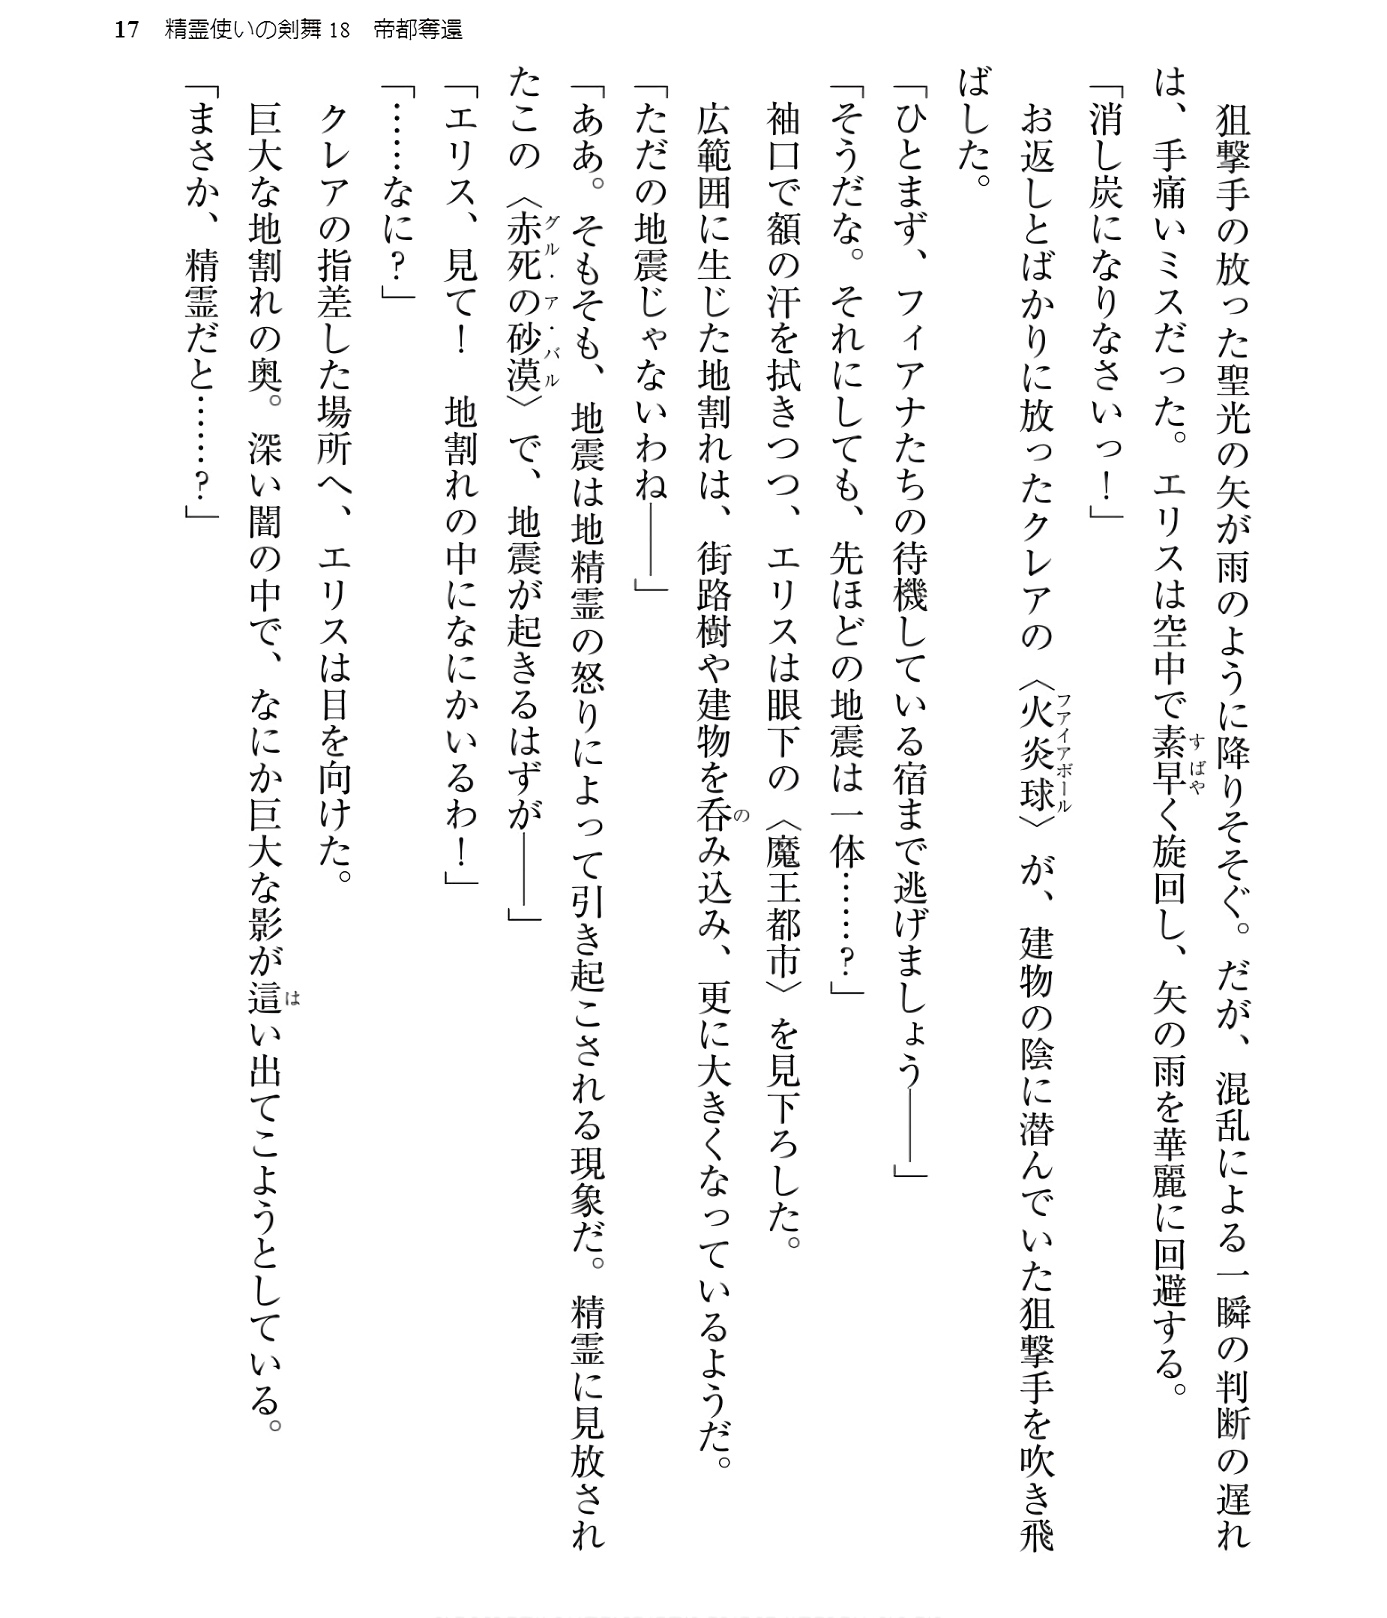 17　精霊使いの剣舞18　帝都奪還
　狙撃手の放った聖光の矢が雨のように降りそそぐ。だが、混乱による一瞬の判断の遅れ
は、手痛いミスだった。エリスは空中で素早く旋回し、矢の雨を華麗に回避する。
すばや
「消し炭になりなさいっ！」
　お返しとばかりに放ったクレアの〈火炎球〉が、建物の陰に潜んでいた狙撃手を吹き飛
ファイアボール
ばした。
「ひとまず、フィアナたちの待機している宿まで逃げましょう――」
「そうだな。それにしても、先ほどの地震は一体……？」
　袖口で額の汗を拭きつつ、エリスは眼下の〈魔王都市〉を見下ろした。
　広範囲に生じた地割れは、街路樹や建物を呑み込み、更に大きくなっているようだ。
の
「ただの地震じゃないわね――」
「ああ。そもそも、地震は地精霊の怒りによって引き起こされる現象だ。精霊に見放され
たこの〈赤死の砂漠〉で、地震が起きるはずが――」
グル・ア・バル
「エリス、見て！　地割れの中になにかいるわ！」
「……なに？」
　クレアの指差した場所へ、エリスは目を向けた。
　巨大な地割れの奥。深い闇の中で、なにか巨大な影が這い出てこようとしている。
は
「まさか、精霊だと……？」